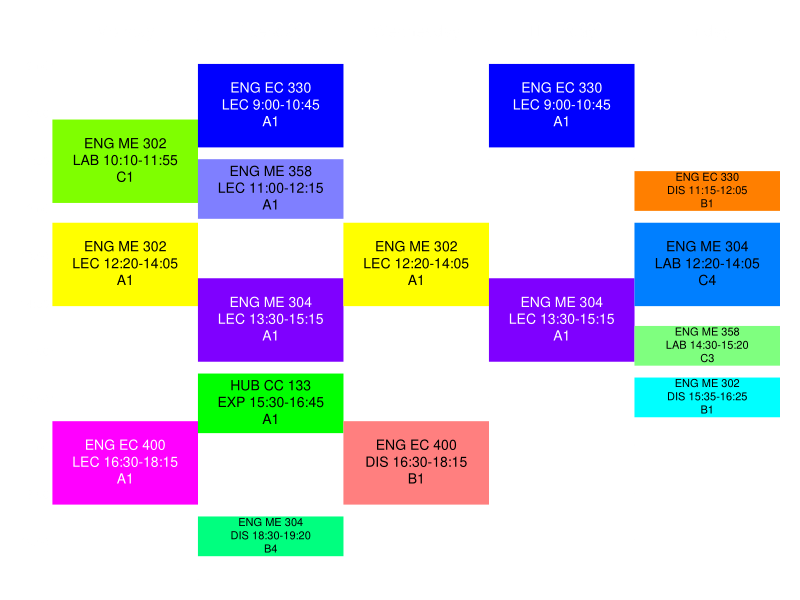 ENG ME 302
LAB 10:10-11:55
C1
ENG ME 302
LEC 12:20-14:05
A1
ENG EC 400
LEC 16:30-18:15
A1
ENG EC 330
LEC 9:00-10:45
A1
ENG ME 358
LEC 11:00-12:15
A1
ENG ME 304
LEC 13:30-15:15
A1
HUB CC 133
EXP 15:30-16:45
A1
ENG ME 304
DIS 18:30-19:20
B4
ENG ME 302
LEC 12:20-14:05
A1
ENG EC 400
DIS 16:30-18:15
B1
ENG EC 330
LEC 9:00-10:45
A1
ENG ME 304
LEC 13:30-15:15
A1
ENG EC 330
DIS 11:15-12:05
B1
ENG ME 304
LAB 12:20-14:05
C4
ENG ME 358
LAB 14:30-15:20
C3
ENG ME 302
DIS 15:35-16:25
B1